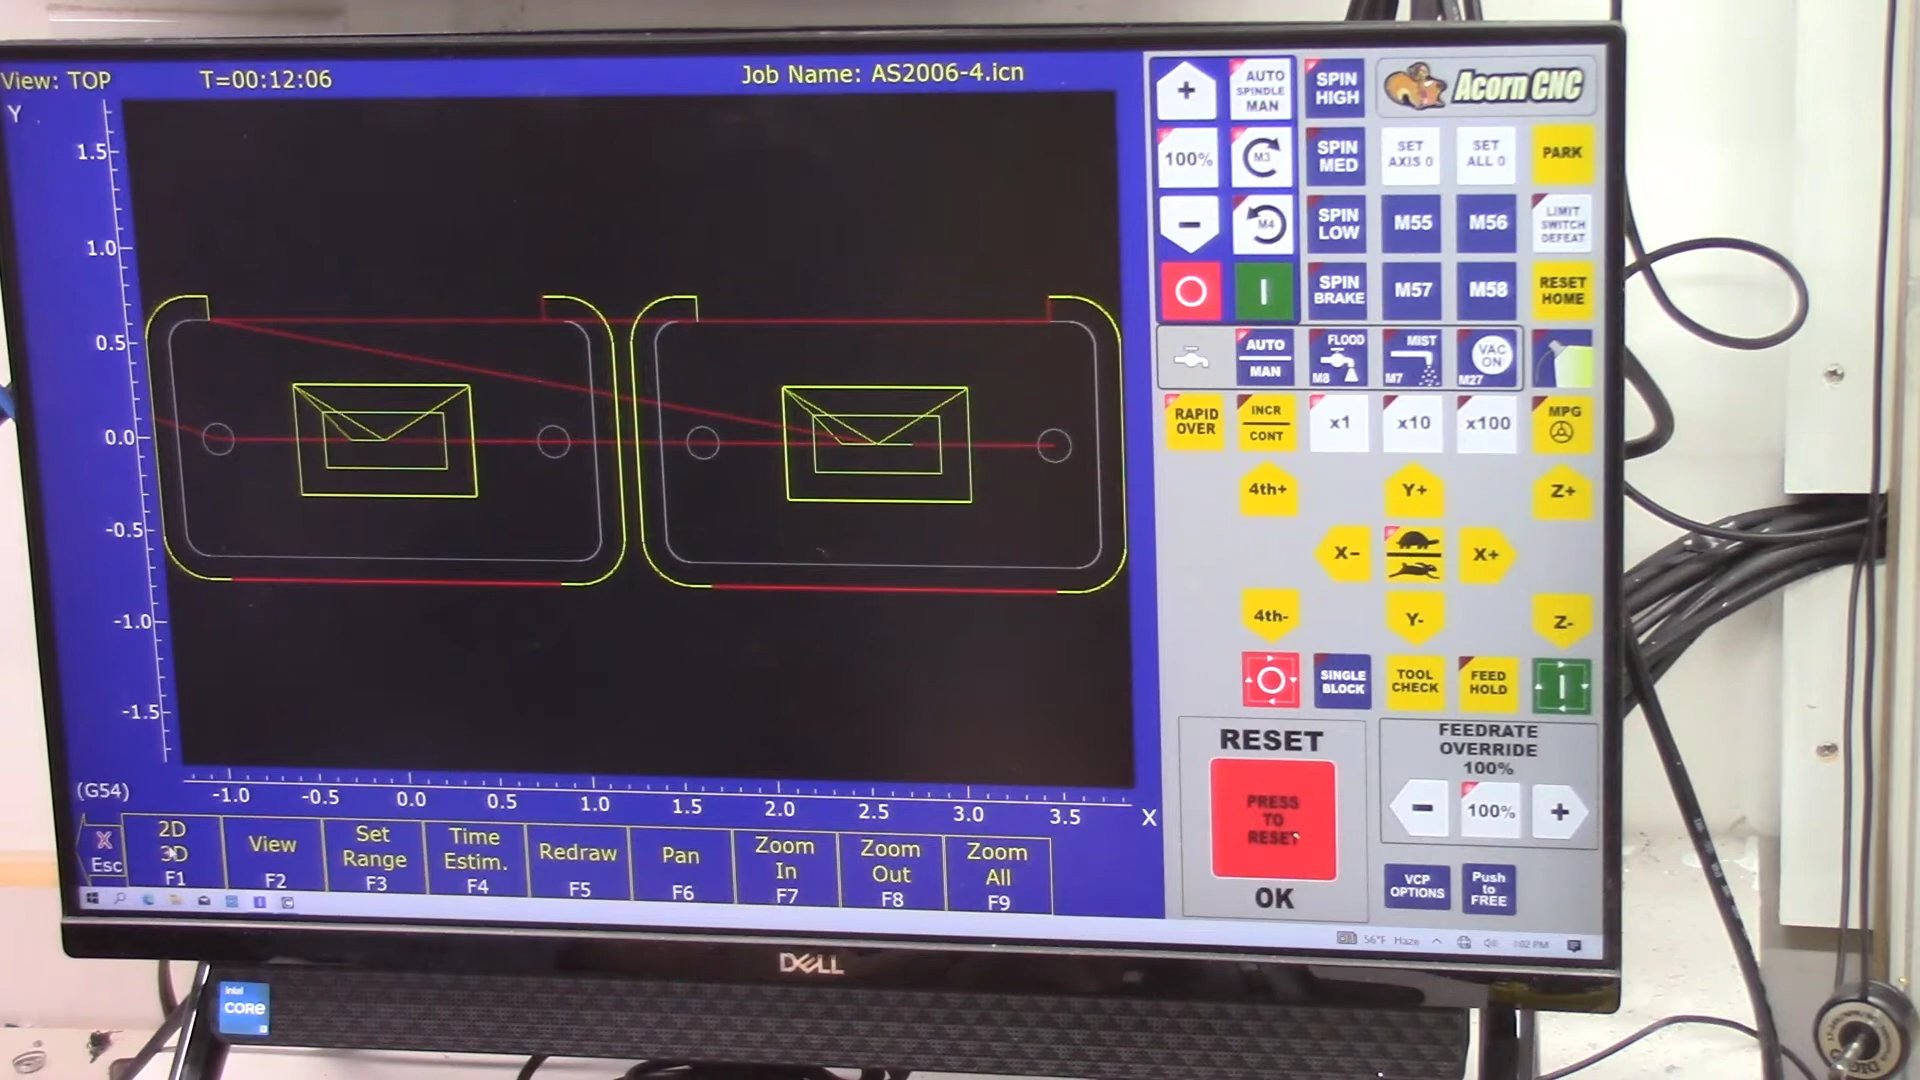 View: TOP
T=00:12:06
Job Name: AS2006-4.icn
Y
1.5
1.0
0.5
0.0
-0.5
-1.0
-1.5
(G54)
-1.0 -0.5 0.0 0.5 1.0 1.5 2.0 2.5 3.0 3.5 X
X
Esc
2D
3D
F1
View
F2
Set
Range
F3
Time
Estim.
F4
Redraw
F5
Pan
F6
Zoom
In
F7
Zoom
Out
F8
Zoom
All
F9
+
AUTO
SPINDLE
MAN
SPIN
HIGH
Acorn CNC
100%
M3
SPIN
MED
SET
AXIS 0
SET
ALL 0
PARK
-
M4
SPIN
LOW
M55
M56
LIMIT
SWITCH
DEFEAT
SPIN
BRAKE
M57
M58
RESET
HOME
AUTO
MAN
FLOOD
M8
MIST
M7
VAC
ON
M27
RAPID
OVER
INCR
CONT
x1
x10
x100
MPG
4th+
Y+
Z+
X-
X+
4th-
Y-
Z-
SINGLE
BLOCK
TOOL
CHECK
FEED
HOLD
RESET
PRESS
TO
RESET
OK
FEEDRATE
OVERRIDE
100%
-
100%
+
VCP
OPTIONS
Push
to
FREE
56°F Haze
1:02 PM
DELL
intel
CORE